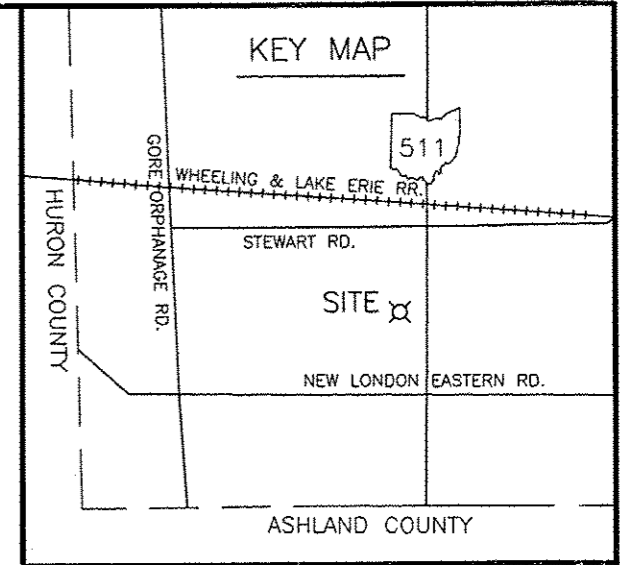 KEY MAP
511
WHEELING & LAKE ERIE RR.
GORE ORPHANAGE RD.
STEWART RD.
HURON COUNTY
SITE
NEW LONDON EASTERN RD.
ASHLAND COUNTY